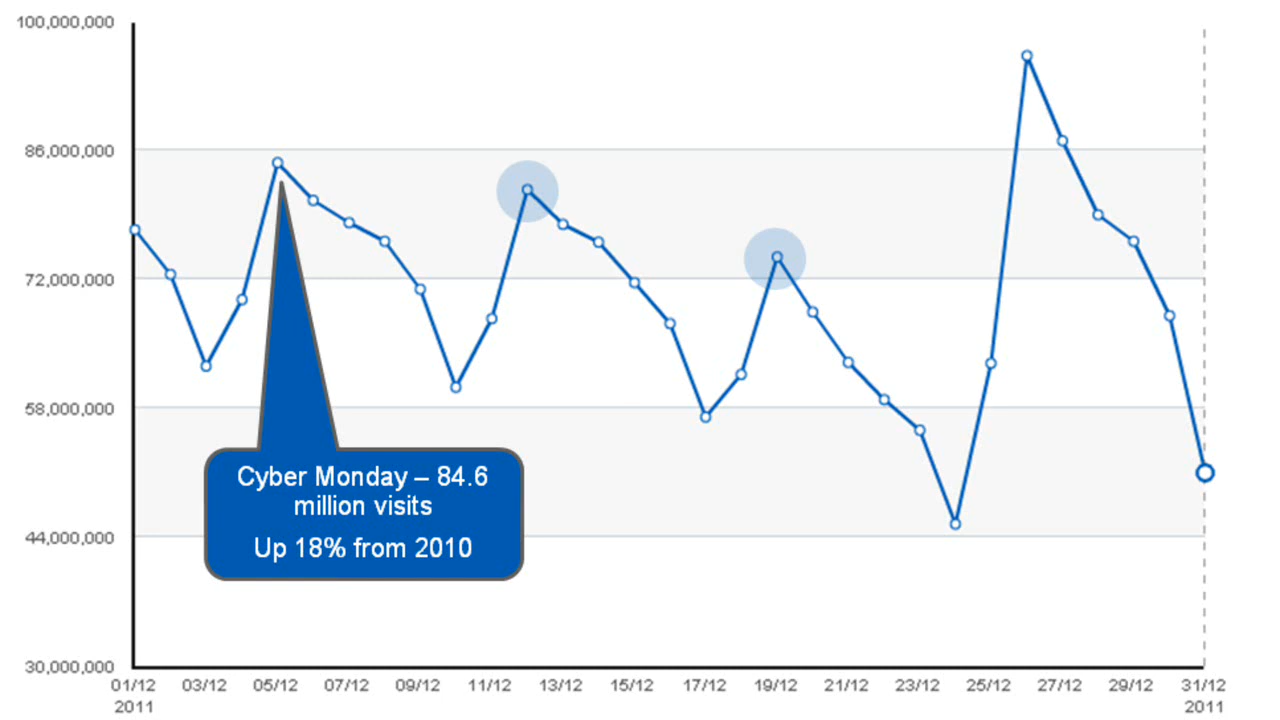 100,000,000
86,000,000
72,000,000
58,000,000
44,000,000
30,000,000
Cyber Monday – 84.6
million visits
Up 18% from 2010
01/12 03/12 05/12 07/12 09/12 11/12 13/12 15/12 17/12 19/12 21/12 23/12 25/12 27/12 29/12 31/12
2011 2011